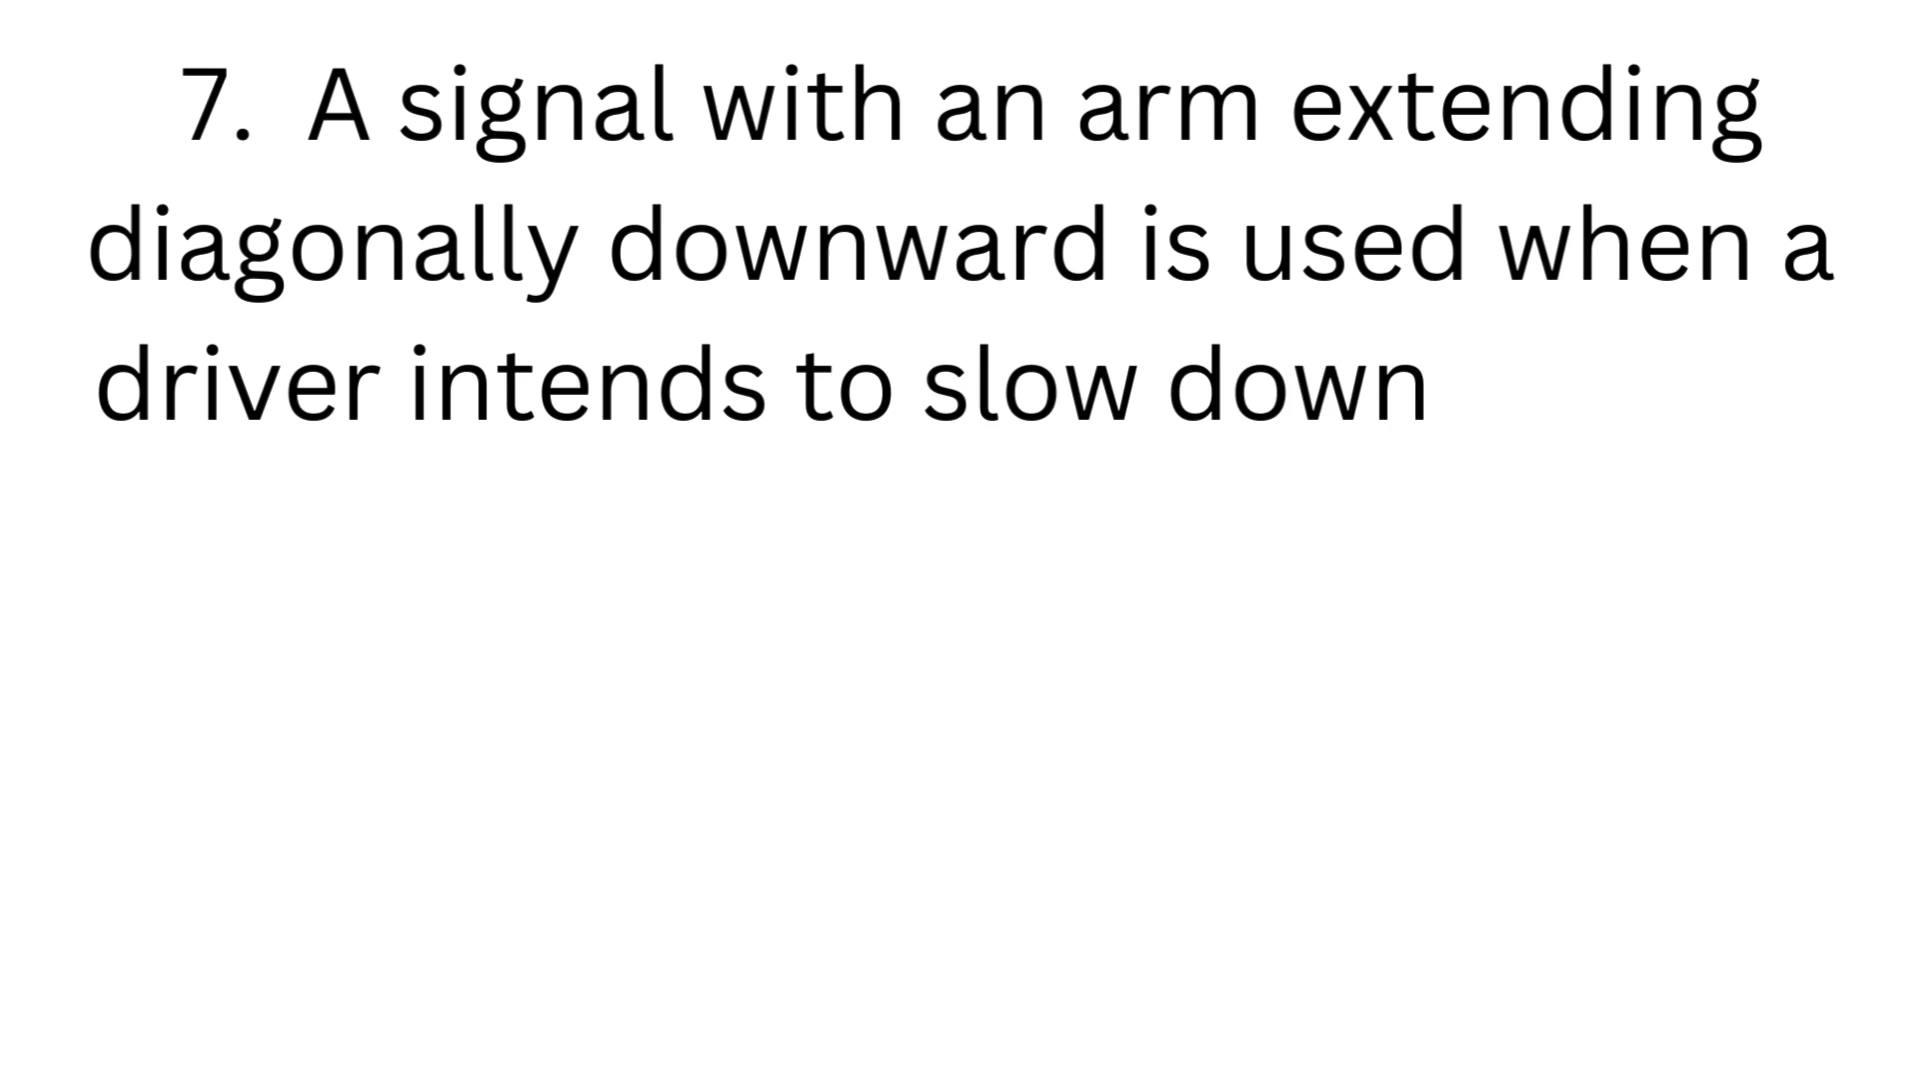 7. A signal with an arm extending
diagonally downward is used when a
driver intends to slow down